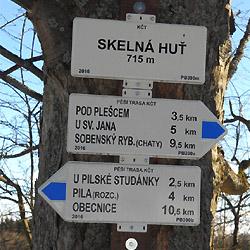 KČT
SKELNÁ HUŤ
715 m
2016 PB390m
PĚŠÍ TRASA KČT
POD PLEŠCEM 3,5 km
U SV. JANA 5 km
SOBENSKÝ RYB.(CHATY) 9,5 km
2016
PĚŠÍ TRASA KČT
U PILSKÉ STUDÁNKY 2,5 km
PILA(ROZC.) 4 km
OBECNICE 10,5 km
2016